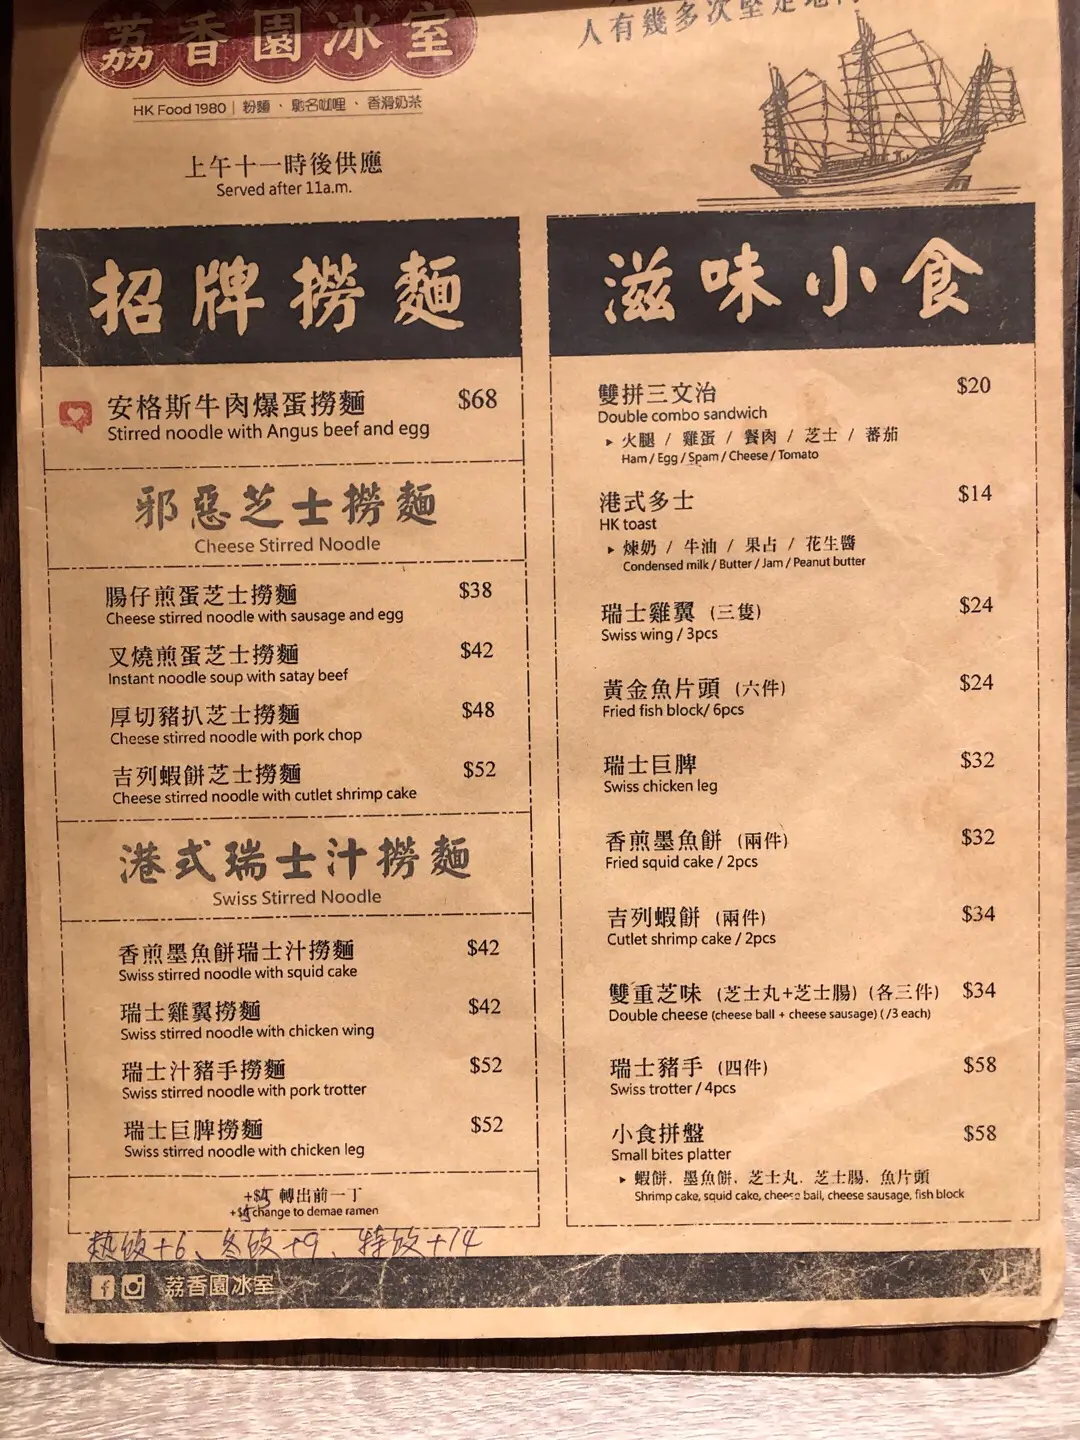 荔香園冰室
HK Food 1980 | 粉麵、馳名咖哩、香滑奶茶
人有幾多次堅定地
上午十一時後供應
Served after 11a.m.
招牌撈麵
安格斯牛肉爆蛋撈麵 $68
Stirred noodle with Angus beef and egg
邪惡芝士撈麵
Cheese Stirred Noodle
腸仔煎蛋芝士撈麵 $38
Cheese stirred noodle with sausage and egg
叉燒煎蛋芝士撈麵 $42
Instant noodle soup with satay beef
厚切豬扒芝士撈麵 $48
Cheese stirred noodle with pork chop
吉列蝦餅芝士撈麵 $52
Cheese stirred noodle with cutlet shrimp cake
港式瑞士汁撈麵
Swiss Stirred Noodle
香煎墨魚餅瑞士汁撈麵 $42
Swiss stirred noodle with squid cake
瑞士雞翼撈麵 $42
Swiss stirred noodle with chicken wing
瑞士汁豬手撈麵 $52
Swiss stirred noodle with pork trotter
瑞士巨脾撈麵 $52
Swiss stirred noodle with chicken leg
+$5 轉出前一丁
+$5 change to demae ramen
热饮+6、冬饮+9、特饮+14
荔香園冰室
滋味小食
雙拼三文治 $20
Double combo sandwich
▸ 火腿 / 雞蛋 / 餐肉 / 芝士 / 蕃茄
Ham / Egg / Spam / Cheese / Tomato
港式多士 $14
HK toast
▸ 煉奶 / 牛油 / 果占 / 花生醬
Condensed milk / Butter / Jam / Peanut butter
瑞士雞翼 (三隻) $24
Swiss wing / 3pcs
黃金魚片頭 (六件) $24
Fried fish block/ 6pcs
瑞士巨脾 $32
Swiss chicken leg
香煎墨魚餅 (兩件) $32
Fried squid cake / 2pcs
吉列蝦餅 (兩件) $34
Cutlet shrimp cake / 2pcs
雙重芝味 (芝士丸+芝士腸) (各三件) $34
Double cheese (cheese ball + cheese sausage) ( /3 each)
瑞士豬手 (四件) $58
Swiss trotter / 4pcs
小食拼盤 $58
Small bites platter
▸ 蝦餅. 墨魚餅. 芝士丸. 芝士腸. 魚片頭
Shrimp cake, squid cake, cheese ball, cheese sausage, fish block
v1